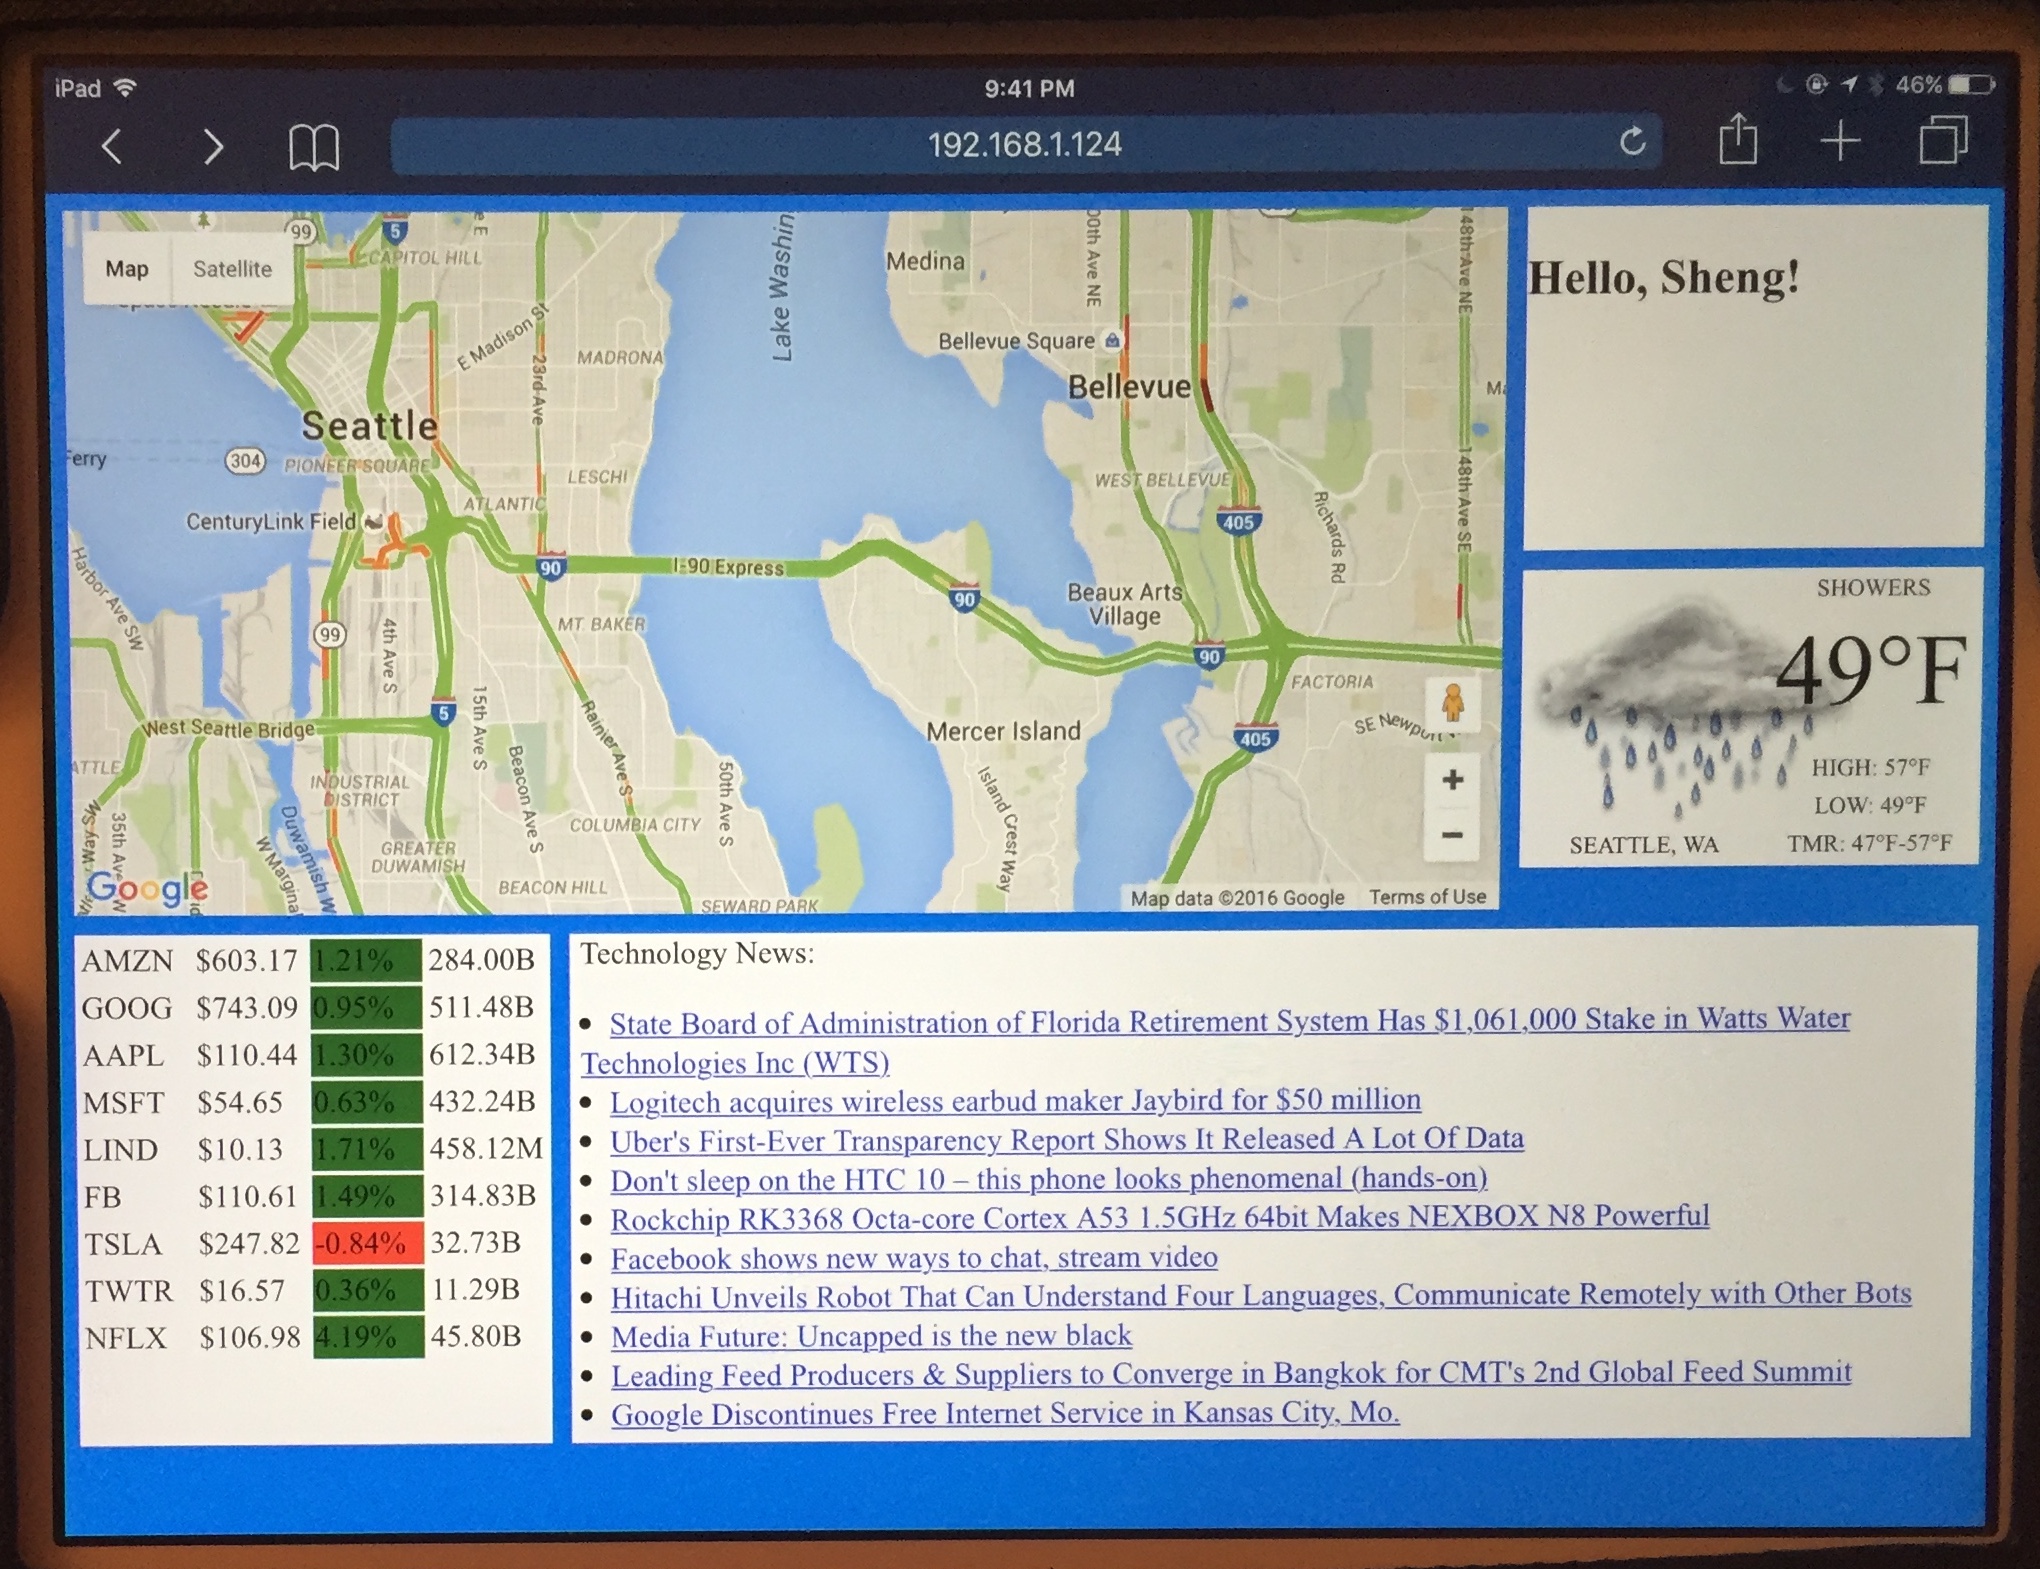 iPad
9:41 PM
46%
192.168.1.124
Map
Satellite
99
5
CAPITOL HILL
E Madison St
23rd Ave
MADRONA
Lake Washin
Medina
00th Ave NE
Bellevue Square
Bellevue
148th Ave NE
Seattle
Ferry
304
PIONEER SQUARE
LESCHI
ATLANTIC
CenturyLink Field
WEST BELLEVUE
405
Richards Rd
148th Ave SE
90
I-90 Express
90
Beaux Arts
Village
Harbor Ave SW
99
4th Ave S
MT. BAKER
90
FACTORIA
West Seattle Bridge
5
15th Ave S
Rainier Ave S
Mercer Island
405
SE Newport
ATTLE
INDUSTRIAL
DISTRICT
Beacon Ave S
50th Ave S
Island Crest Way
35th Ave W
Duwamish W
W Marginal
COLUMBIA CITY
GREATER
DUWAMISH
BEACON HILL
SEWARD PARK
Google
+
−
Map data ©2016 Google
Terms of Use
Hello, Sheng!
SHOWERS
49°F
HIGH: 57°F
LOW: 49°F
SEATTLE, WA
TMR: 47°F-57°F
AMZN $603.17 1.21% 284.00B
GOOG $743.09 0.95% 511.48B
AAPL $110.44 1.30% 612.34B
MSFT $54.65 0.63% 432.24B
LIND $10.13 1.71% 458.12M
FB $110.61 1.49% 314.83B
TSLA $247.82 -0.84% 32.73B
TWTR $16.57 0.36% 11.29B
NFLX $106.98 4.19% 45.80B
Technology News:
• State Board of Administration of Florida Retirement System Has $1,061,000 Stake in Watts Water
Technologies Inc (WTS)
• Logitech acquires wireless earbud maker Jaybird for $50 million
• Uber's First-Ever Transparency Report Shows It Released A Lot Of Data
• Don't sleep on the HTC 10 – this phone looks phenomenal (hands-on)
• Rockchip RK3368 Octa-core Cortex A53 1.5GHz 64bit Makes NEXBOX N8 Powerful
• Facebook shows new ways to chat, stream video
• Hitachi Unveils Robot That Can Understand Four Languages, Communicate Remotely with Other Bots
• Media Future: Uncapped is the new black
• Leading Feed Producers & Suppliers to Converge in Bangkok for CMT's 2nd Global Feed Summit
• Google Discontinues Free Internet Service in Kansas City, Mo.